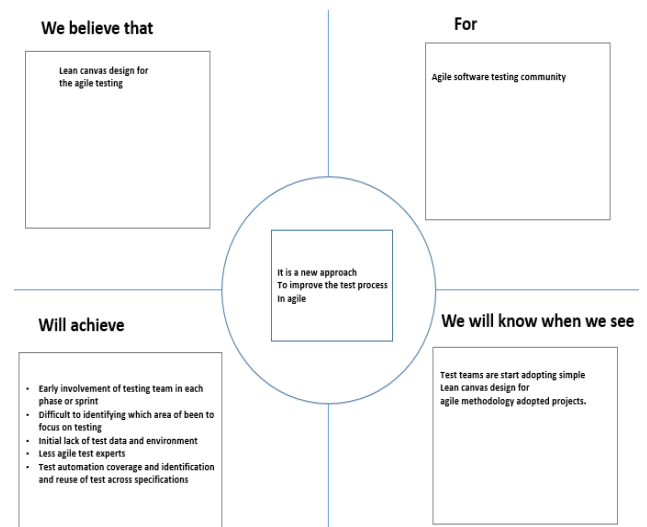 We believe that
Lean canvas design for
the agile testing
For
Agile software testing community
It is a new approach
To improve the test process
In agile
Will achieve
• Early involvement of testing team in each
phase or sprint
• Difficult to identifying which area of been to
focus on testing
• Initial lack of test data and environment
• Less agile test experts
• Test automation coverage and identification
and reuse of test across specifications
We will know when we see
Test teams are start adopting simple
Lean canvas design for
agile methodology adopted projects.